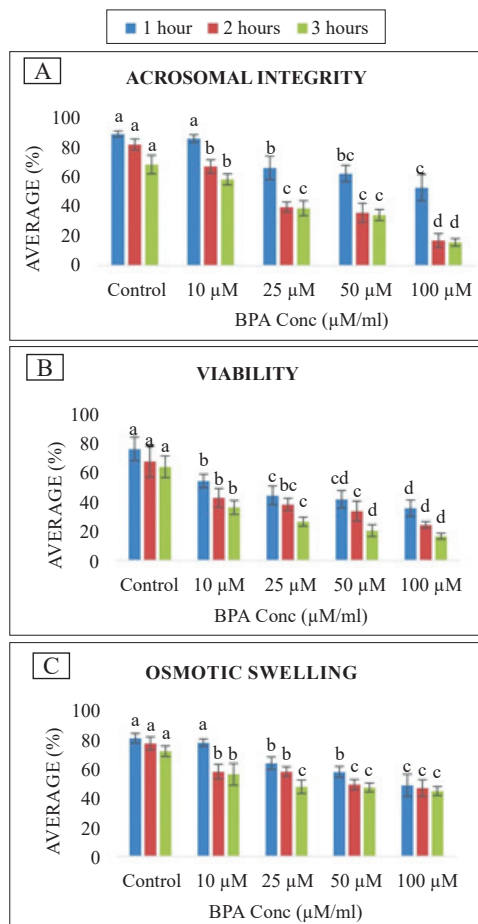 1 hour 2 hours 3 hours
A
ACROSOMAL INTEGRITY
AVERAGE (%)
100
80
60
40
20
0
a a a
a b b
b c c
bc c c
c d d
Control 10 µM 25 µM 50 µM 100 µM
BPA Conc (µM/ml)
B
VIABILITY
AVERAGE (%)
100
80
60
40
20
0
a a a
b b b
c bc c
cd c d
d d d
Control 10 µM 25 µM 50 µM 100 µM
BPA Conc (µM/ml)
C
OSMOTIC SWELLING
AVERAGE (%)
100
80
60
40
20
0
a a a
a b b
b b c
b c c
c c c
Control 10 µM 25 µM 50 µM 100 µM
BPA Conc (µM/ml)